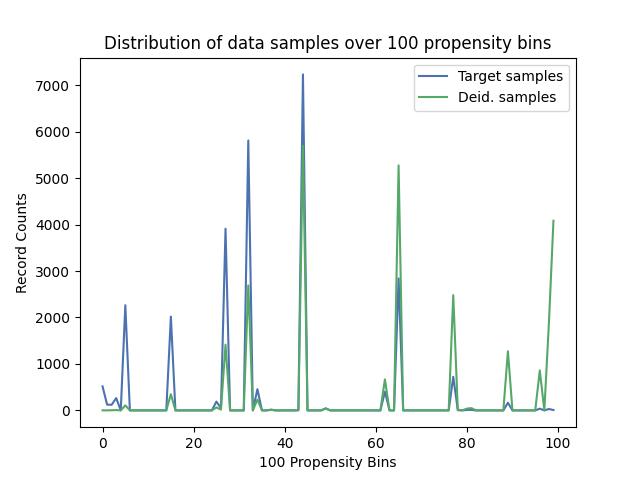 Distribution of data samples over 100 propensity bins
Target samples
Deid. samples
7000
6000
5000
4000
3000
2000
1000
0
Record Counts
0 20 40 60 80 100
100 Propensity Bins